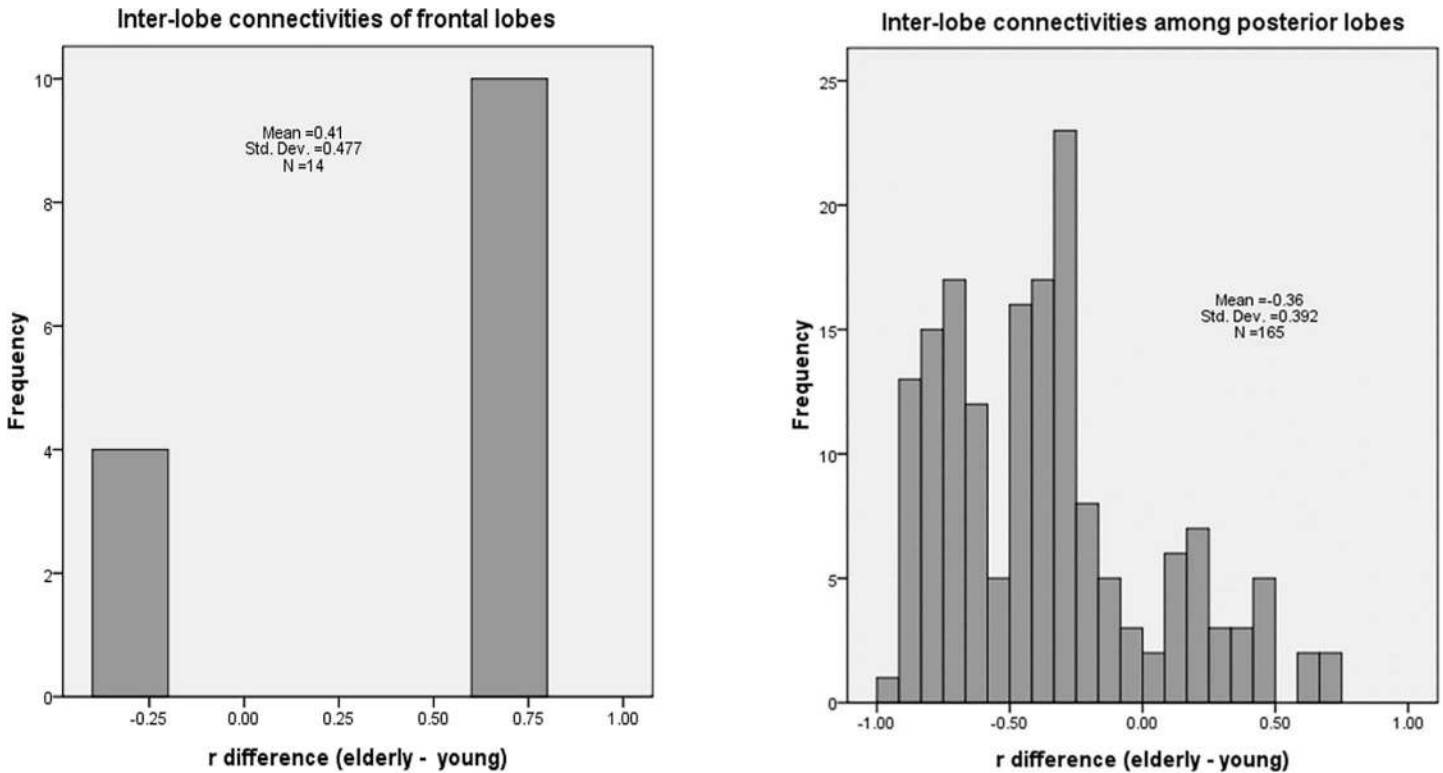 Inter-lobe connectivities of frontal lobes
10
8
6
4
2
0
Frequency
Mean =0.41
Std. Dev. =0.477
N =14
-0.25 0.00 0.25 0.50 0.75 1.00
r difference (elderly - young)
Inter-lobe connectivities among posterior lobes
25
20
15
10
5
0
Frequency
Mean =-0.36
Std. Dev. =0.392
N =165
-1.00 -0.50 0.00 0.50 1.00
r difference (elderly - young)